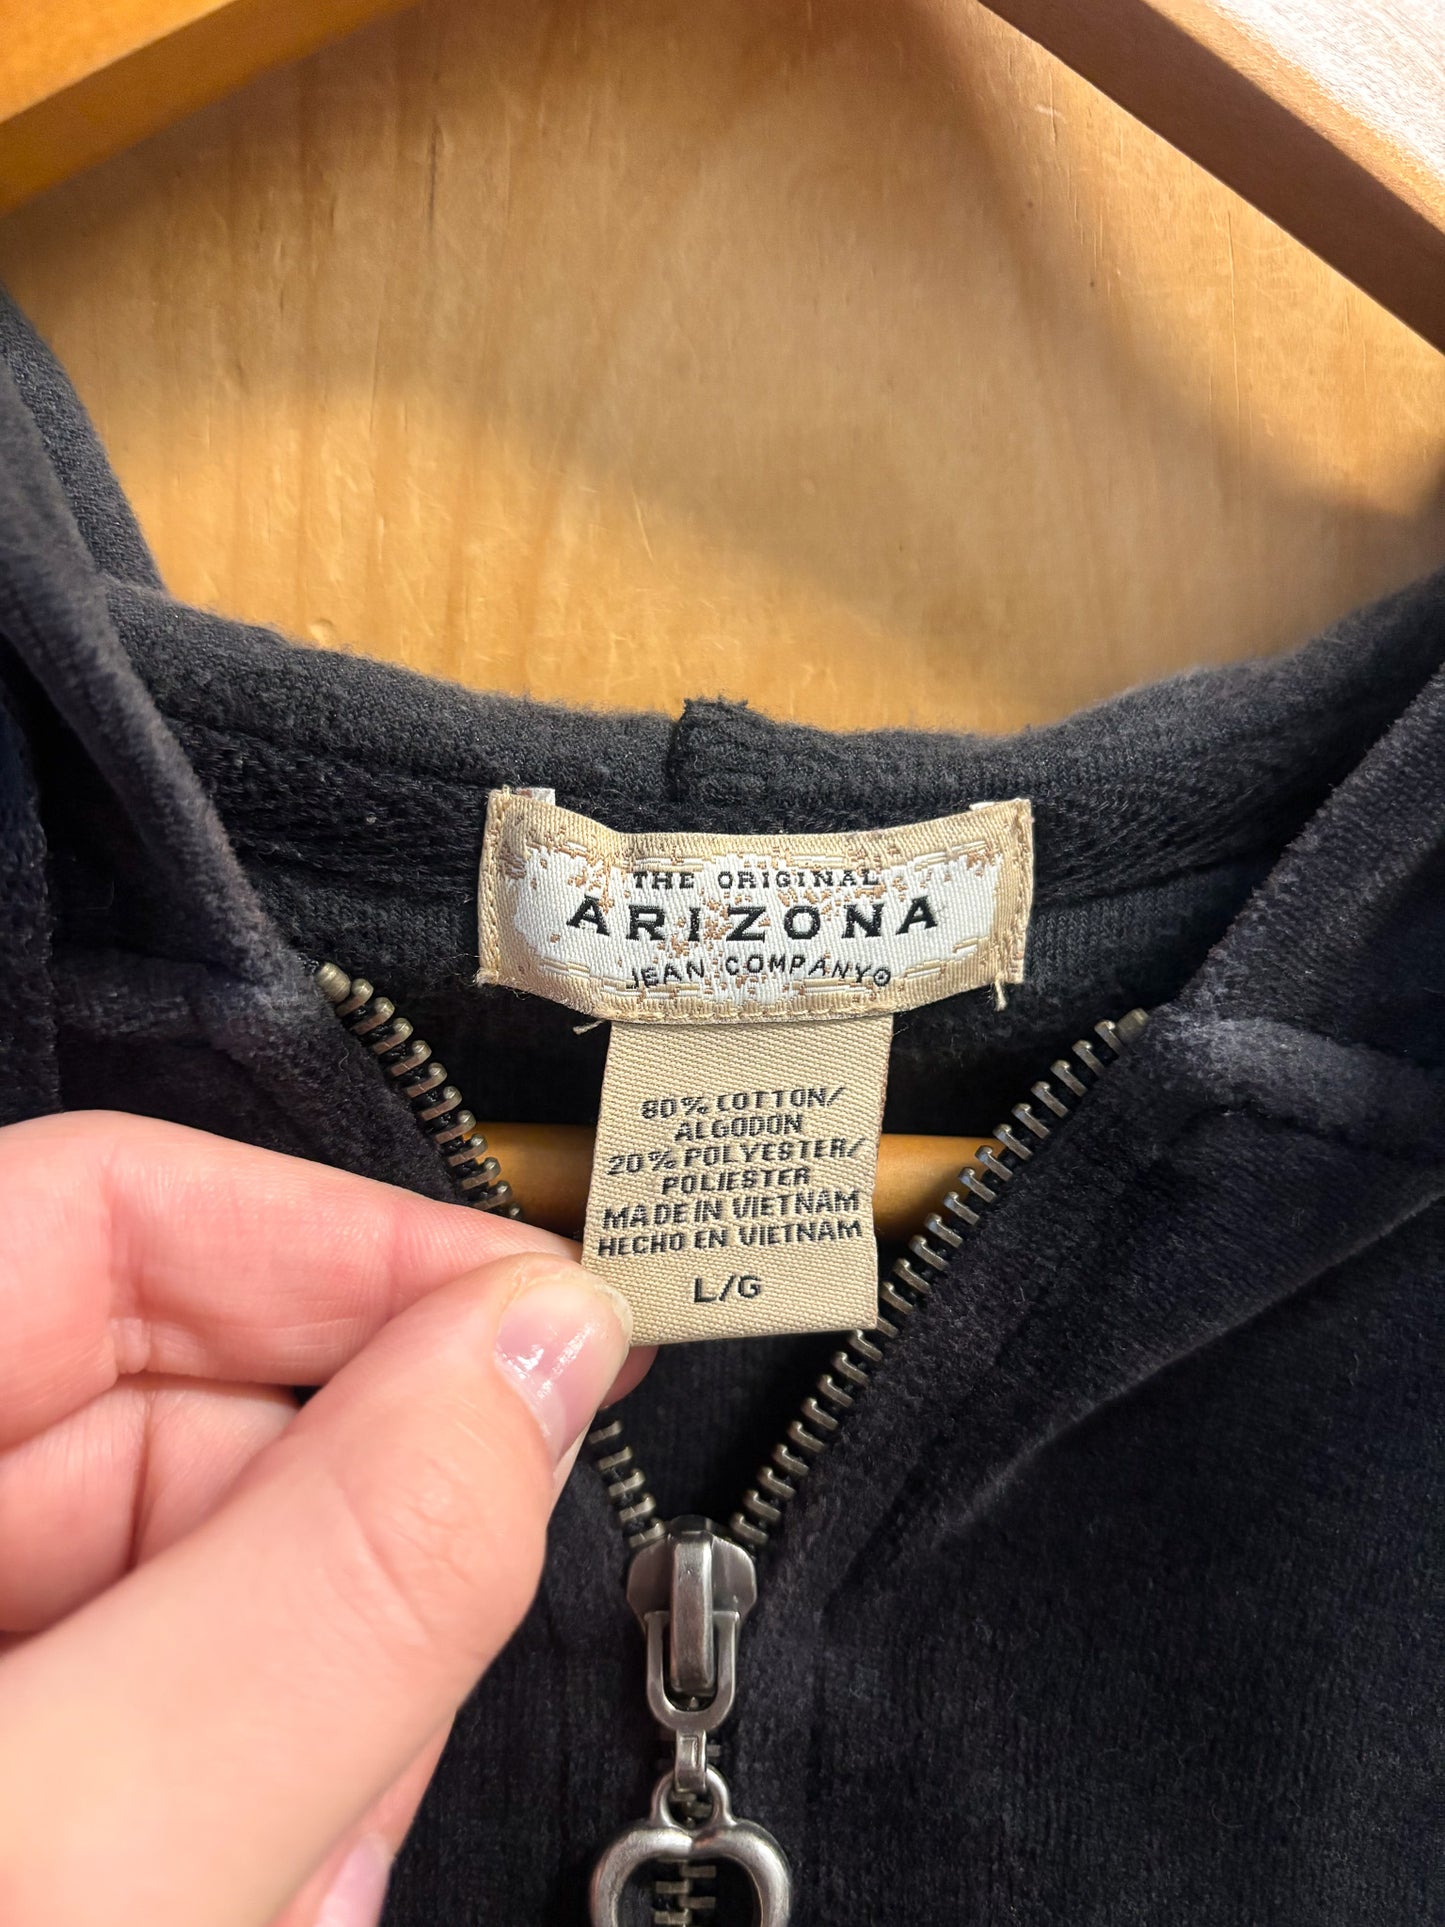 THE ORIGINAL
ARIZONA
JEAN COMPANY®
80% COTTON/
ALGODON
20% POLYESTER/
POLIESTER
MADE IN VIETNAM
HECHO EN VIETNAM
L/G